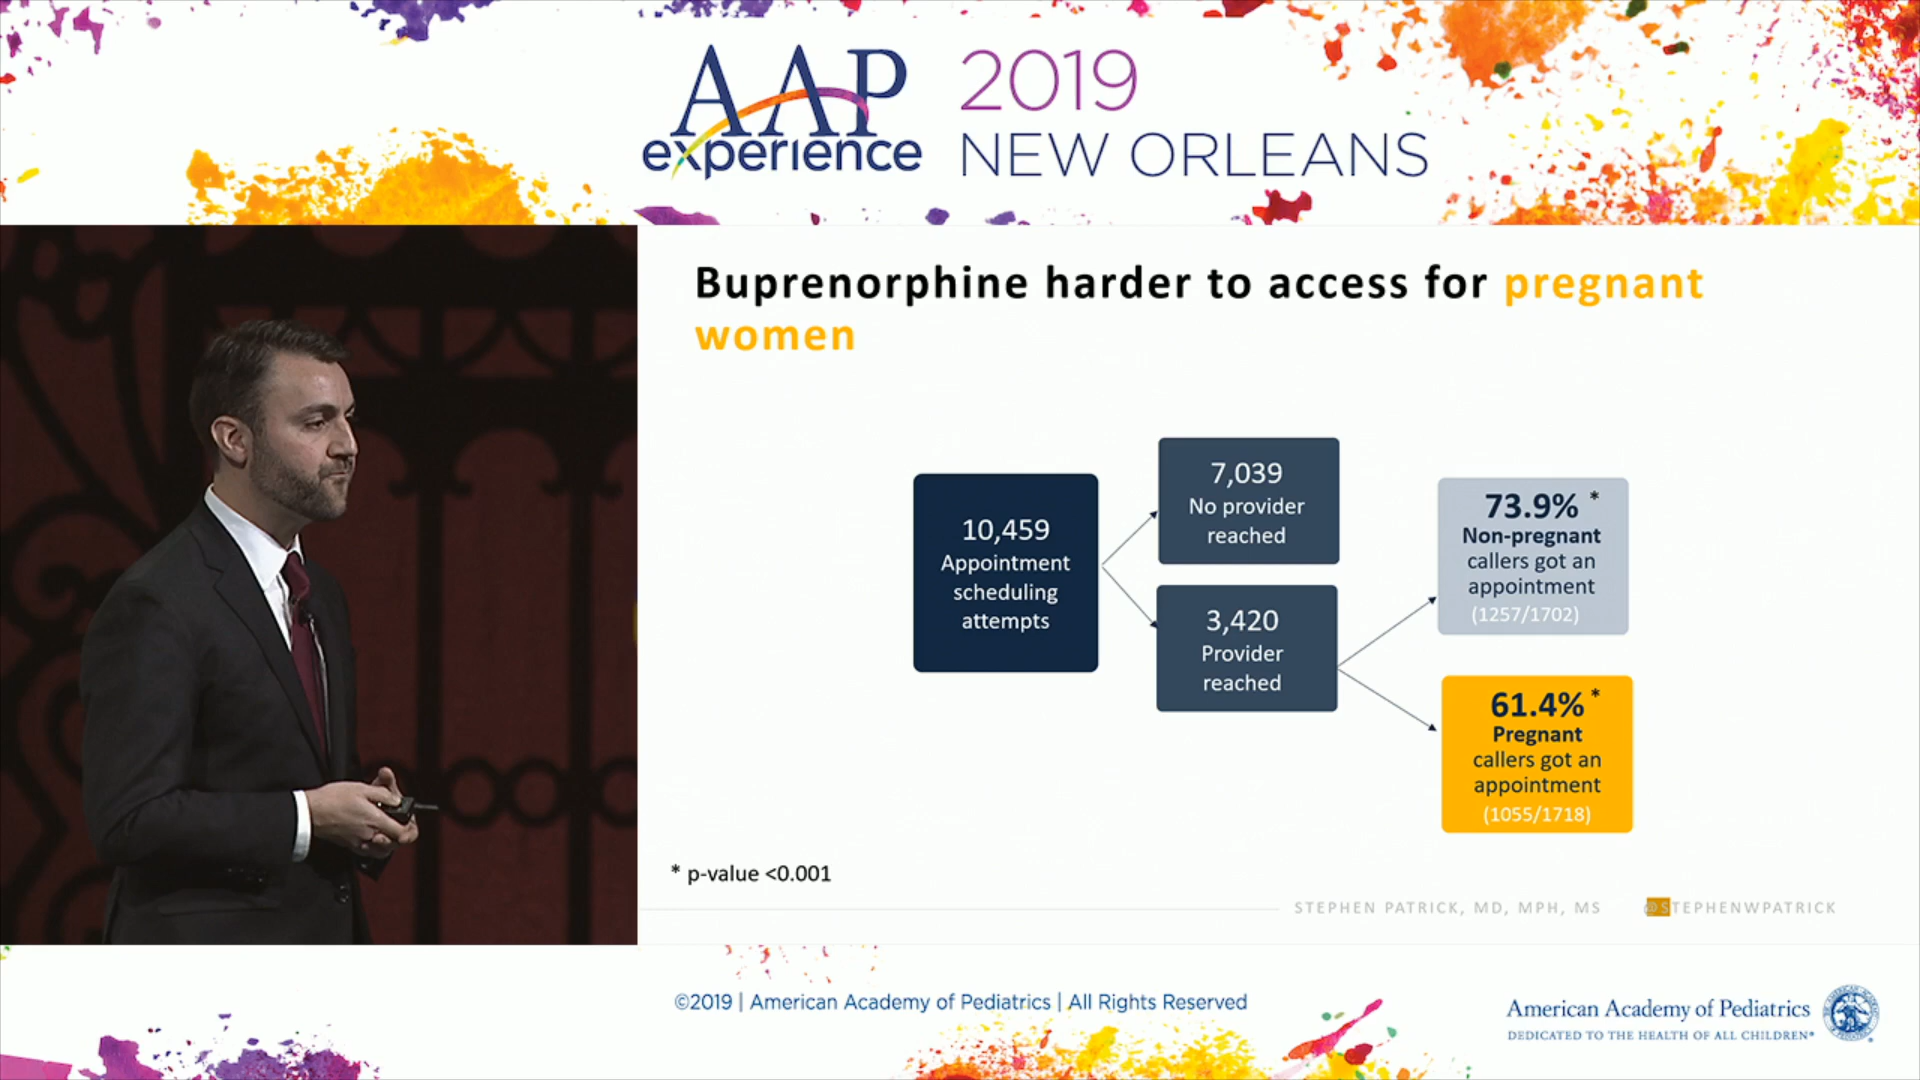 AAP
experience
2019
NEW ORLEANS
Buprenorphine harder to access for pregnant
women
10,459
Appointment
scheduling
attempts
7,039
No provider
reached
3,420
Provider
reached
73.9% *
Non-pregnant
callers got an
appointment
(1257/1702)
61.4% *
Pregnant
callers got an
appointment
(1055/1718)
* p-value <0.001
STEPHEN PATRICK, MD, MPH, MS
@STEPHENWPATRICK
©2019 | American Academy of Pediatrics | All Rights Reserved
American Academy of Pediatrics
DEDICATED TO THE HEALTH OF ALL CHILDREN®